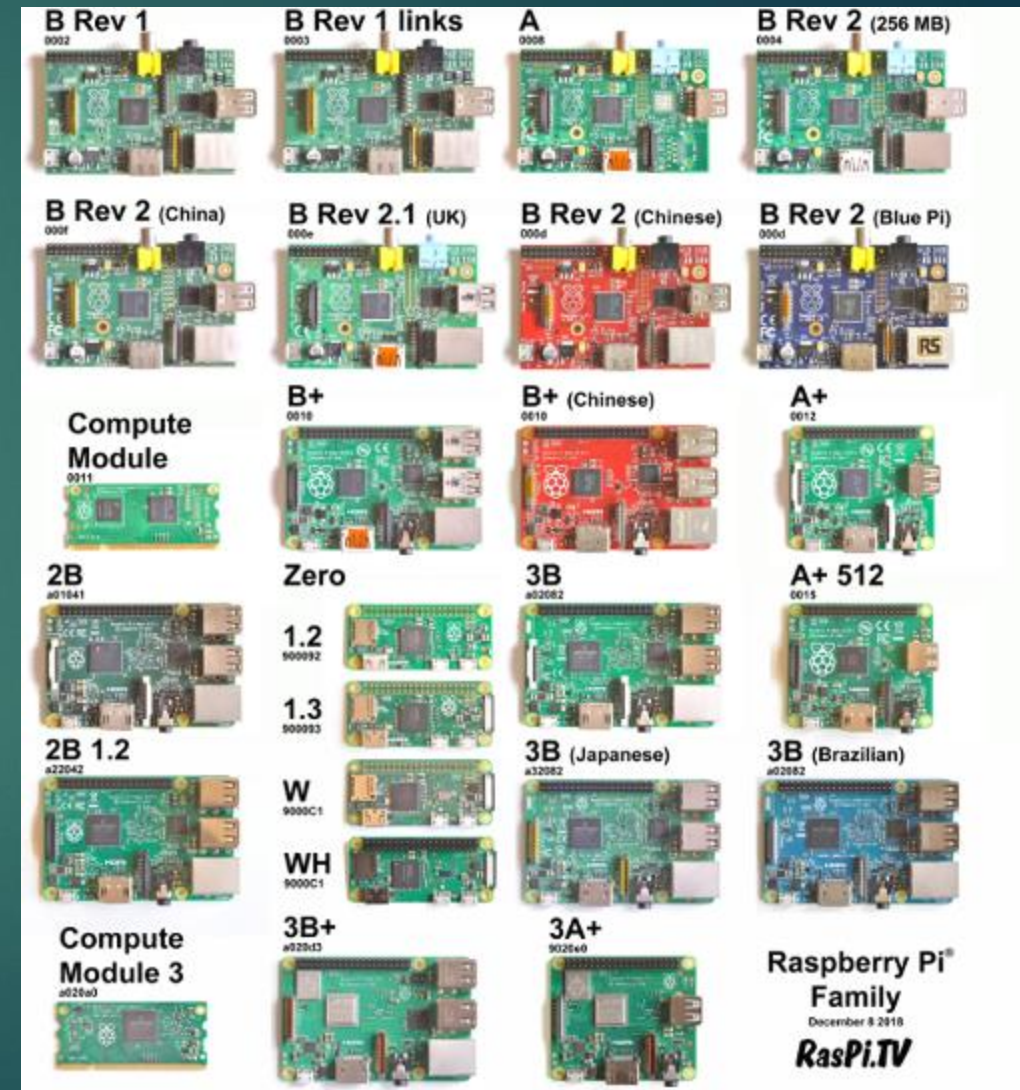 B Rev 1
0002
B Rev 1 links
0003
A
0008
B Rev 2 (256 MB)
0004
B Rev 2 (China)
000f
B Rev 2.1 (UK)
000e
B Rev 2 (Chinese)
000d
B Rev 2 (Blue Pi)
000d
RS
Compute
Module
0011
B+
0010
B+ (Chinese)
0010
A+
0012
2B
a01041
Zero
1.2
900092
1.3
900093
W
9000C1
WH
9000C1
3B
a02082
A+ 512
0015
2B 1.2
a22042
3B (Japanese)
a32082
3B (Brazilian)
a02082
Compute
Module 3
a020a0
3B+
a020d3
3A+
9020e0
Raspberry Pi®
Family
December 8 2018
RasPi.TV